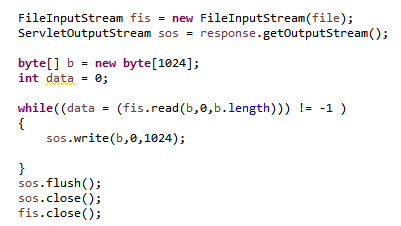 FileInputStream fis = new FileInputStream(file);
ServletOutputStream sos = response.getOutputStream();
byte[] b = new byte[1024];
int data = 0;
while((data = (fis.read(b,0,b.length))) != -1 )
{
sos.write(b,0,1024);
}
sos.flush();
sos.close();
fis.close();